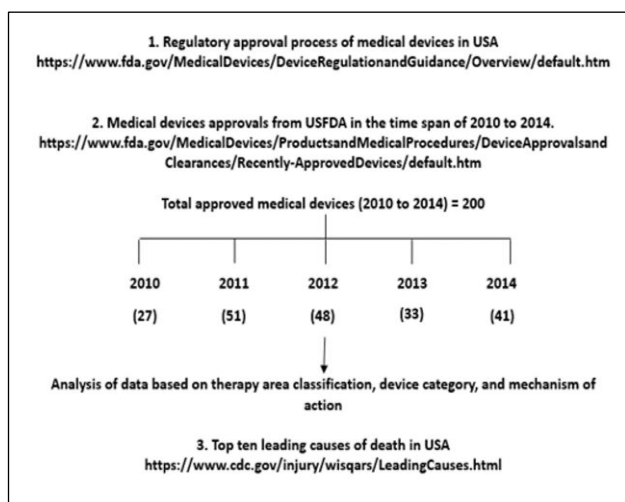 1. Regulatory approval process of medical devices in USA
https://www.fda.gov/MedicalDevices/DeviceRegulationandGuidance/Overview/default.htm
2. Medical devices approvals from USFDA in the time span of 2010 to 2014.
https://www.fda.gov/MedicalDevices/ProductsandMedicalProcedures/DeviceApprovalsand
Clearances/Recently-ApprovedDevices/default.htm
Total approved medical devices (2010 to 2014) = 200
2010 2011 2012 2013 2014
(27) (51) (48) (33) (41)
Analysis of data based on therapy area classification, device category, and mechanism of
action
3. Top ten leading causes of death in USA
https://www.cdc.gov/injury/wisqars/LeadingCauses.html